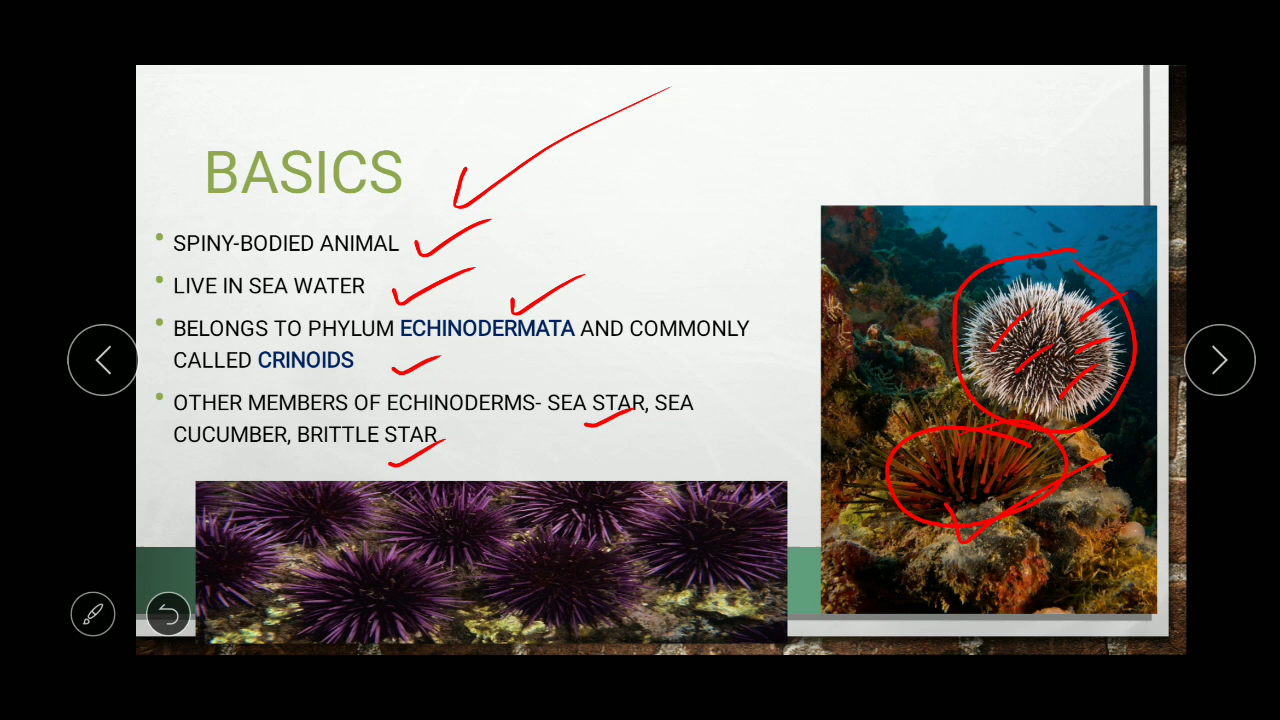 BASICS
SPINY-BODIED ANIMAL
LIVE IN SEA WATER
BELONGS TO PHYLUM ECHINODERMATA AND COMMONLY
CALLED CRINOIDS
OTHER MEMBERS OF ECHINODERMS- SEA STAR, SEA
CUCUMBER, BRITTLE STAR